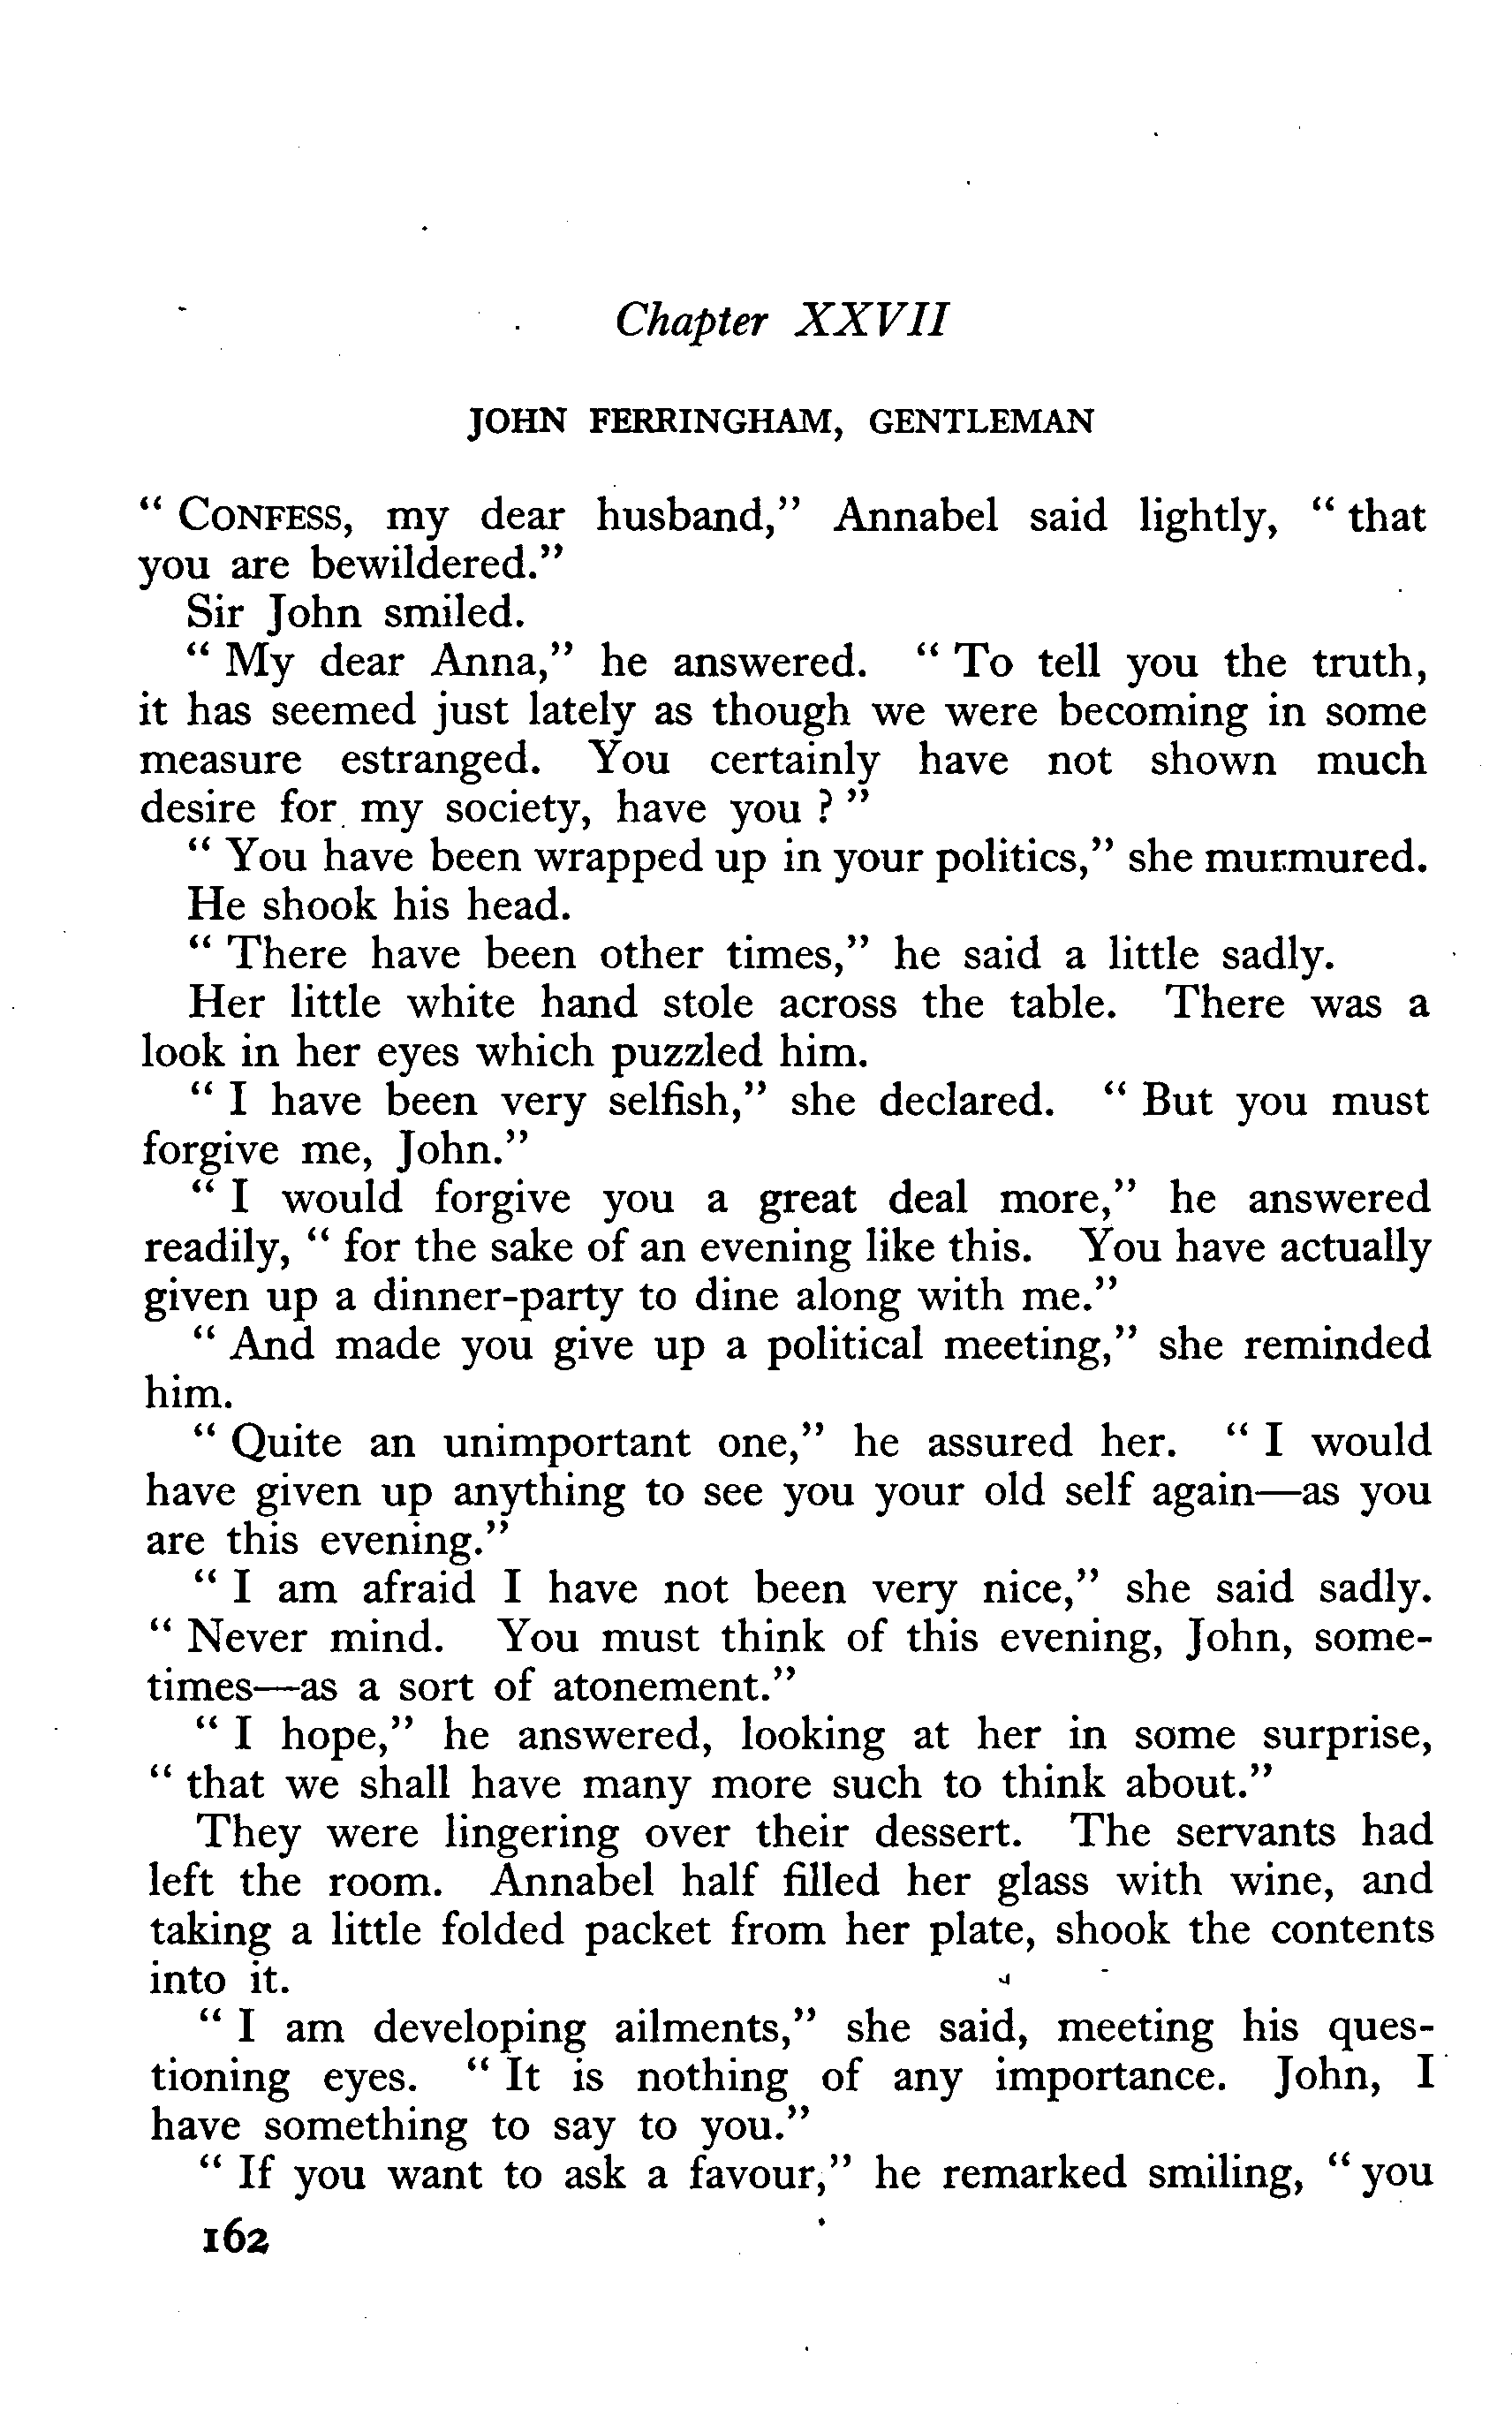 Chapter XXVII
JOHN FERRINGHAM, GENTLEMAN
“ CONFESS, my dear husband,” Annabel said lightly, “ that
you are bewildered.”
Sir John smiled.
“ My dear Anna,” he answered. “ To tell you the truth,
it has seemed just lately as though we were becoming in some
measure estranged. You certainly have not shown much
desire for my society, have you ? ”
“ You have been wrapped up in your politics,” she murmured.
He shook his head.
“ There have been other times,” he said a little sadly.
Her little white hand stole across the table. There was a
look in her eyes which puzzled him.
“ I have been very selfish,” she declared. “ But you must
forgive me, John.”
“ I would forgive you a great deal more,” he answered
readily, “ for the sake of an evening like this. You have actually
given up a dinner-party to dine along with me.”
“ And made you give up a political meeting,” she reminded
him.
“ Quite an unimportant one,” he assured her. “ I would
have given up anything to see you your old self again—as you
are this evening.”
“ I am afraid I have not been very nice,” she said sadly.
“ Never mind. You must think of this evening, John, some-
times—as a sort of atonement.”
“ I hope,” he answered, looking at her in some surprise,
“ that we shall have many more such to think about.”
They were lingering over their dessert. The servants had
left the room. Annabel half filled her glass with wine, and
taking a little folded packet from her plate, shook the contents
into it.
“ I am developing ailments,” she said, meeting his ques-
tioning eyes. “ It is nothing of any importance. John, I
have something to say to you.”
“ If you want to ask a favour,” he remarked smiling, “ you
162